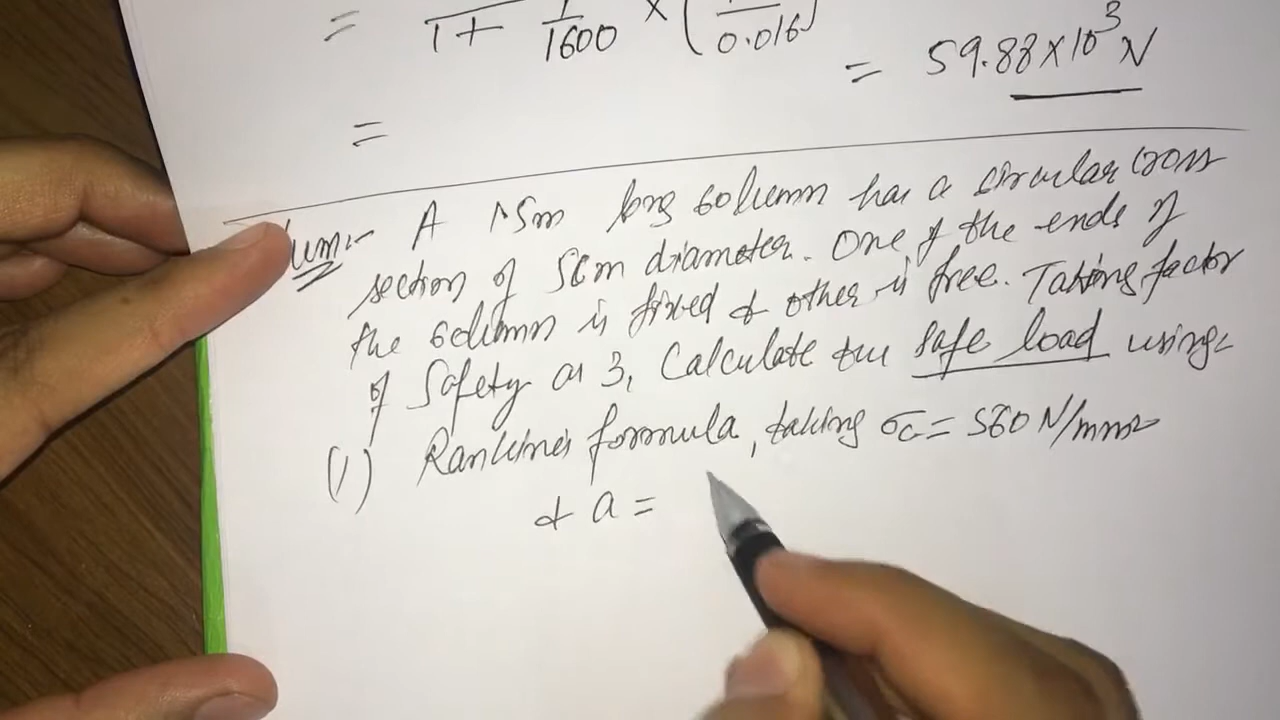 = 1 + 1/1600 × ( 1/0.016)
= 59.88×10³ N
=
um:- A 1.5m long column has a circular cross
section of 5cm diameter. One of the ends of
the column is fixed & other is free. Taking factor
of Safety as 3, Calculate the safe load using:-
(1) Rankine's formula, taking σc = 560 N/mm²
& a =